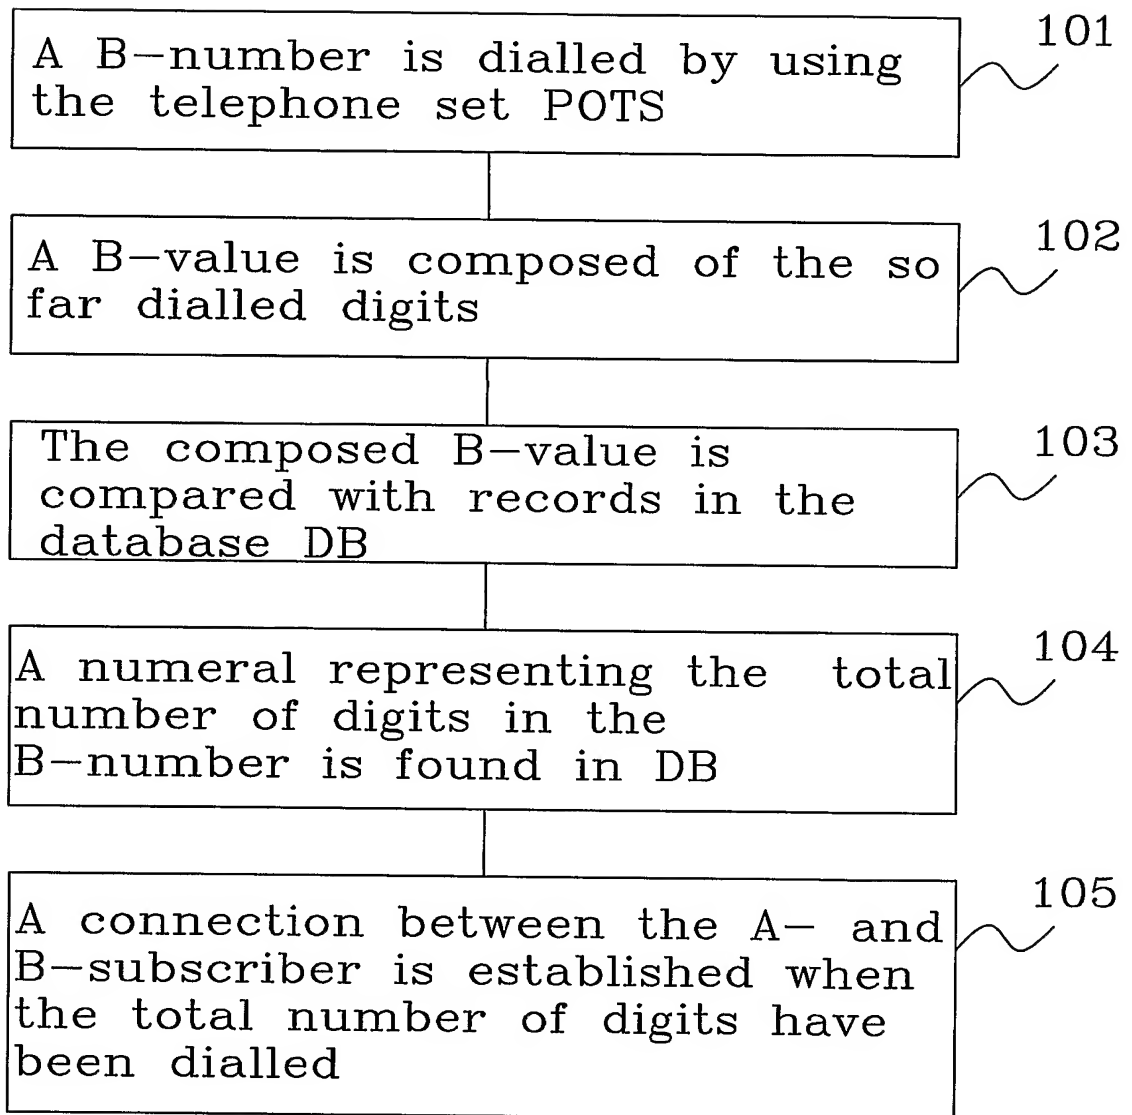 A B-number is dialled by using
the telephone set POTS
101
A B-value is composed of the so
far dialled digits
102
The composed B-value is
compared with records in the
database DB
103
A numeral representing the total
number of digits in the
B-number is found in DB
104
A connection between the A- and
B-subscriber is established when
the total number of digits have
been dialled
105